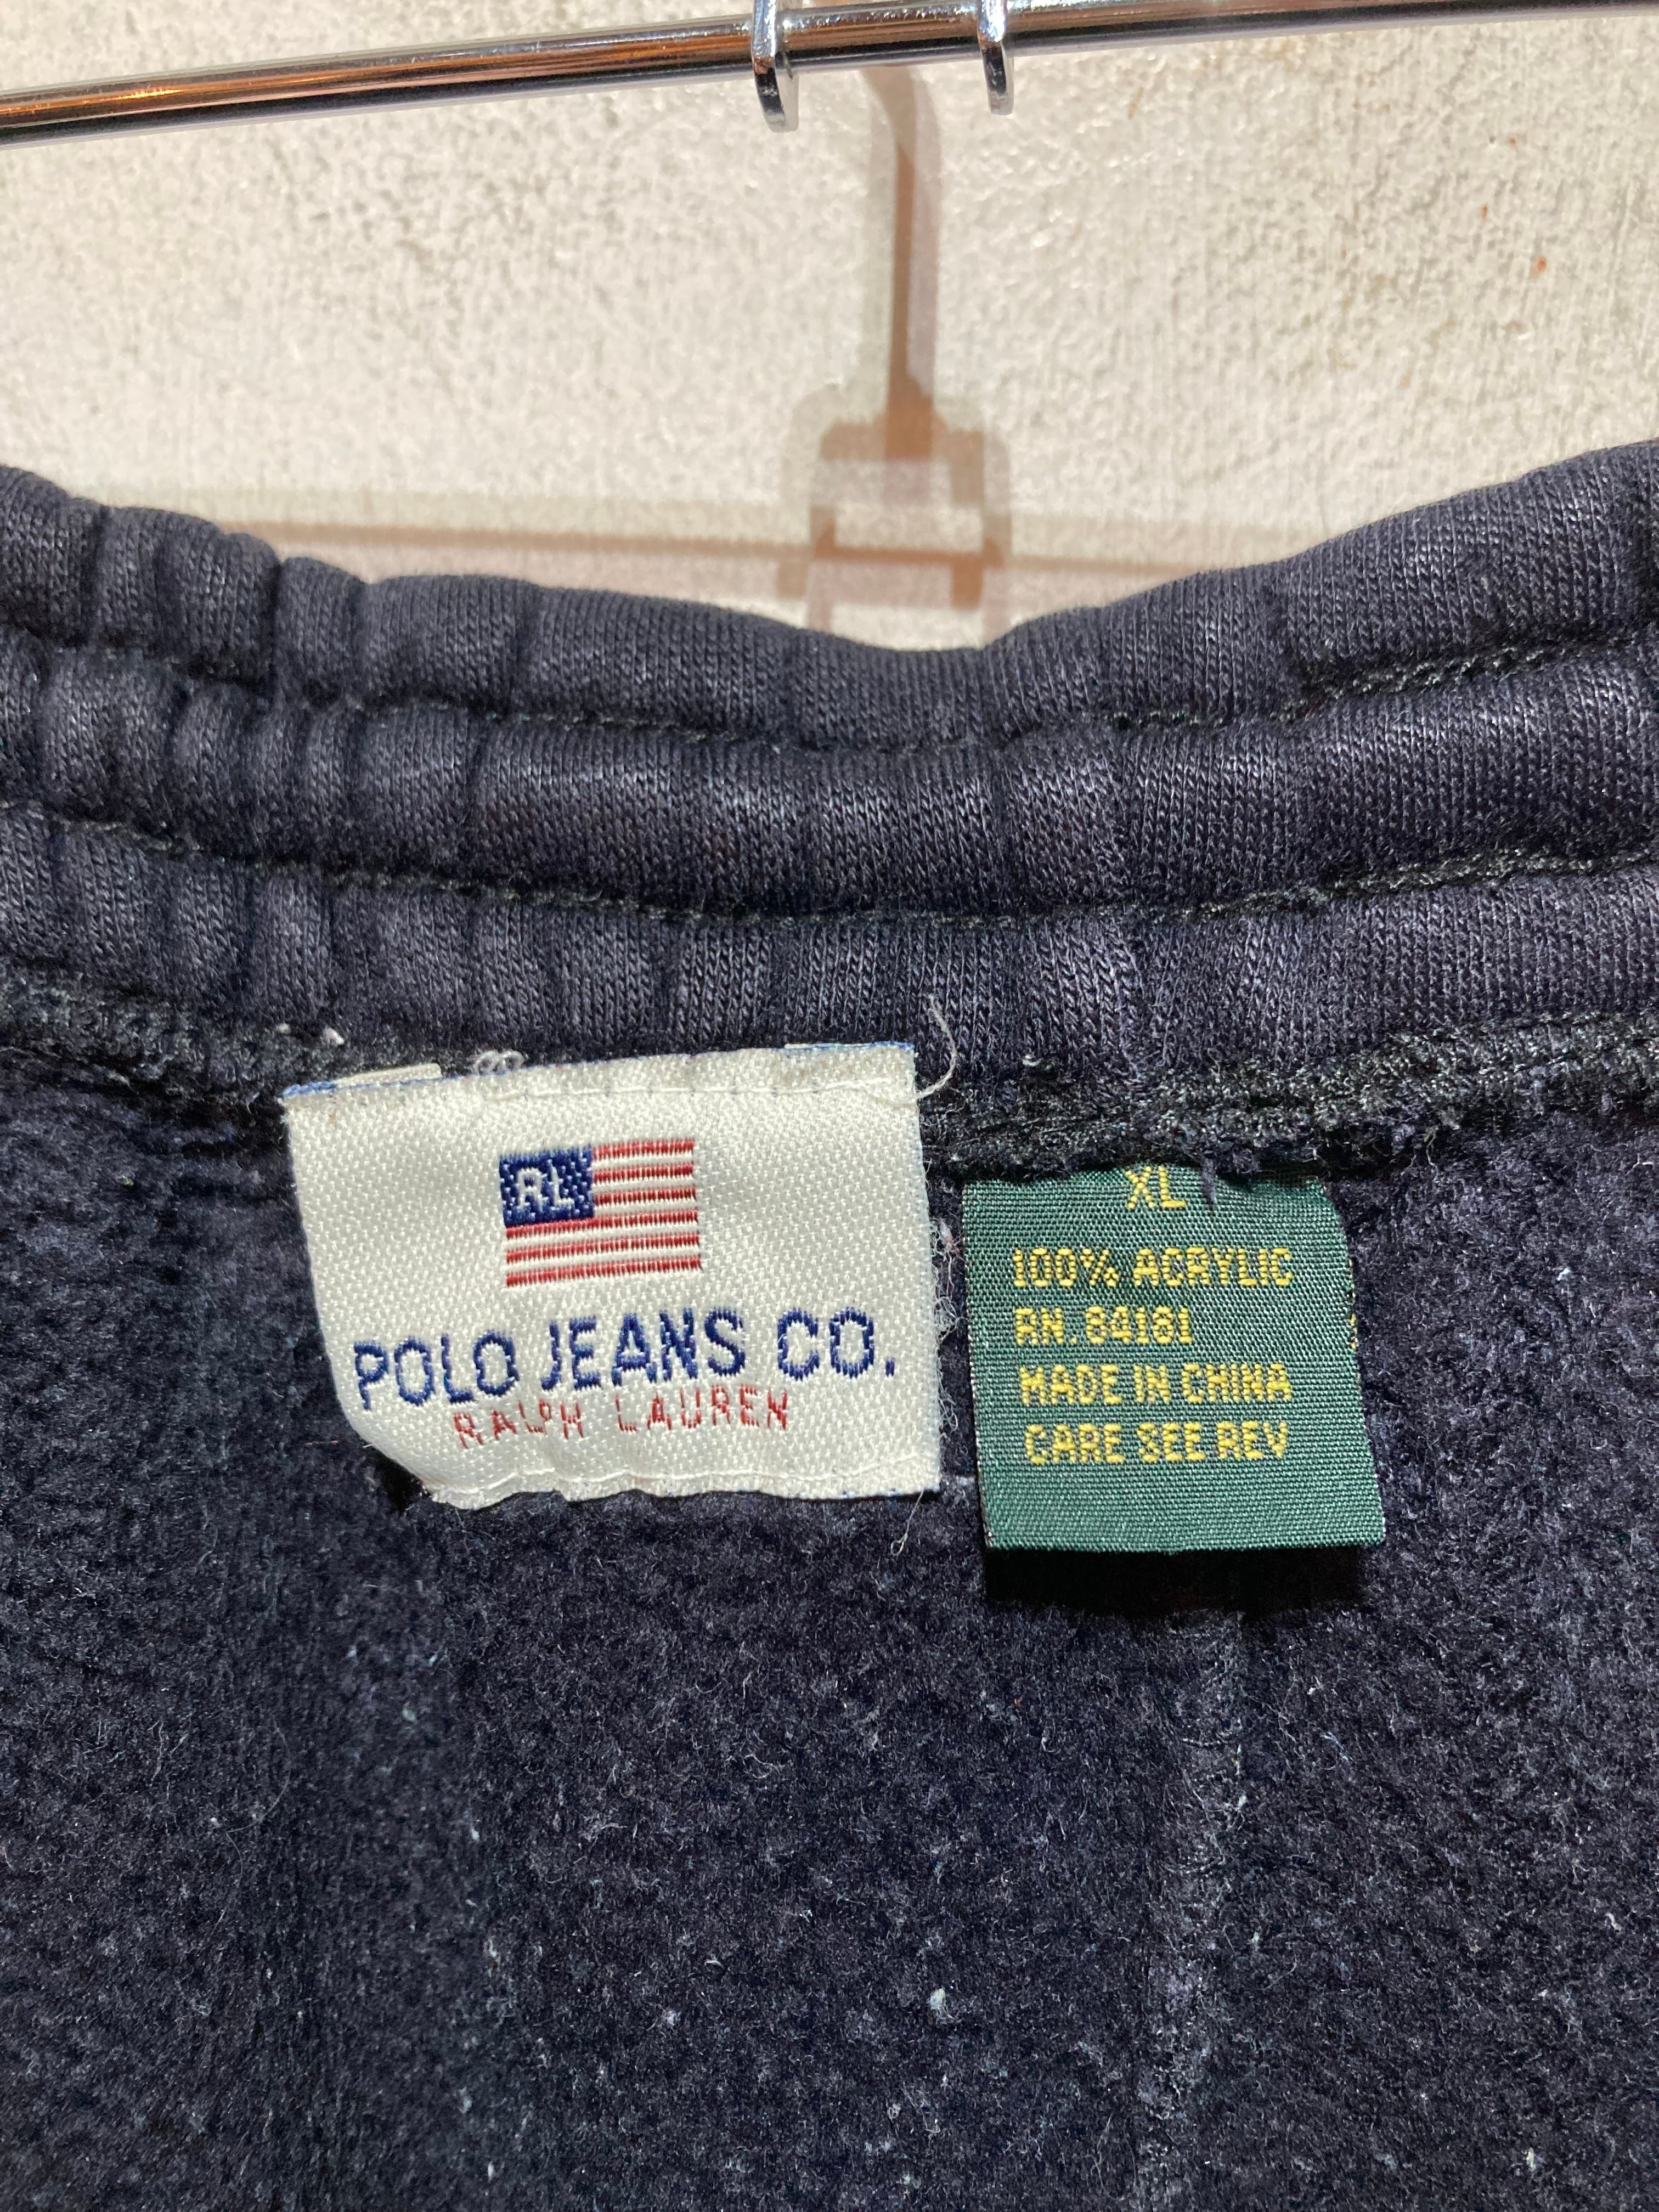 RL
POLO JEANS CO.
RALPH LAUREN
XL
100% ACRYLIC
RN. 84181
MADE IN CHINA
CARE SEE REV